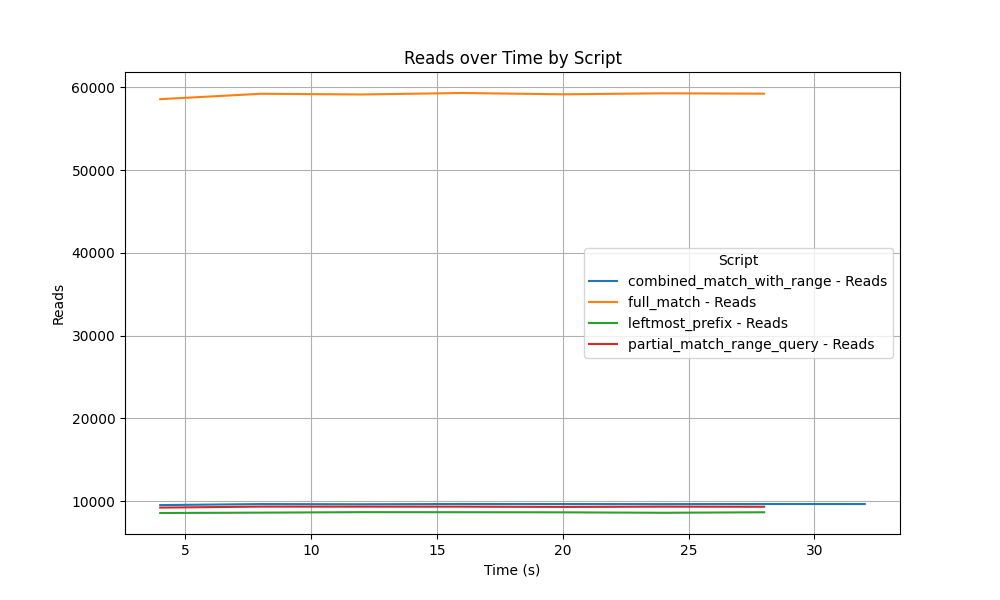 Reads over Time by Script
60000
50000
40000
30000
20000
10000
Reads
Script
combined_match_with_range - Reads
full_match - Reads
leftmost_prefix - Reads
partial_match_range_query - Reads
5
10
15
20
25
30
Time (s)